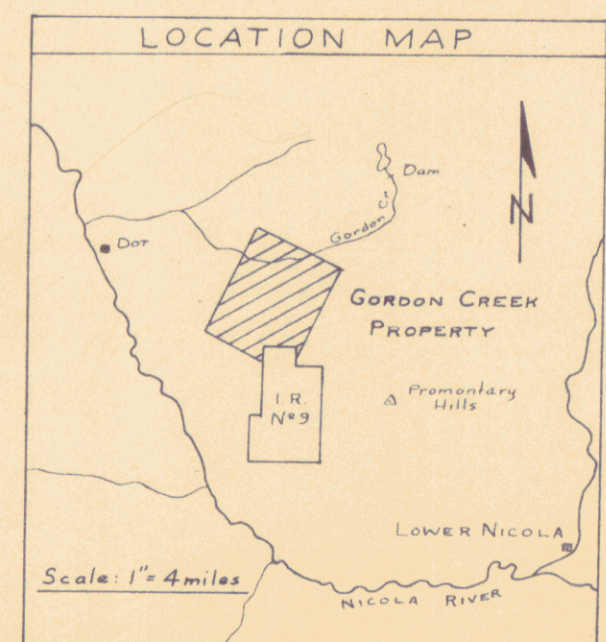 LOCATION MAP
Dam
Gordon Cr
N
DOT
GORDON CREEK
PROPERTY
I.R.
No 9
Promontary
Hills
LOWER NICOLA
Scale: 1"= 4 miles
NICOLA RIVER